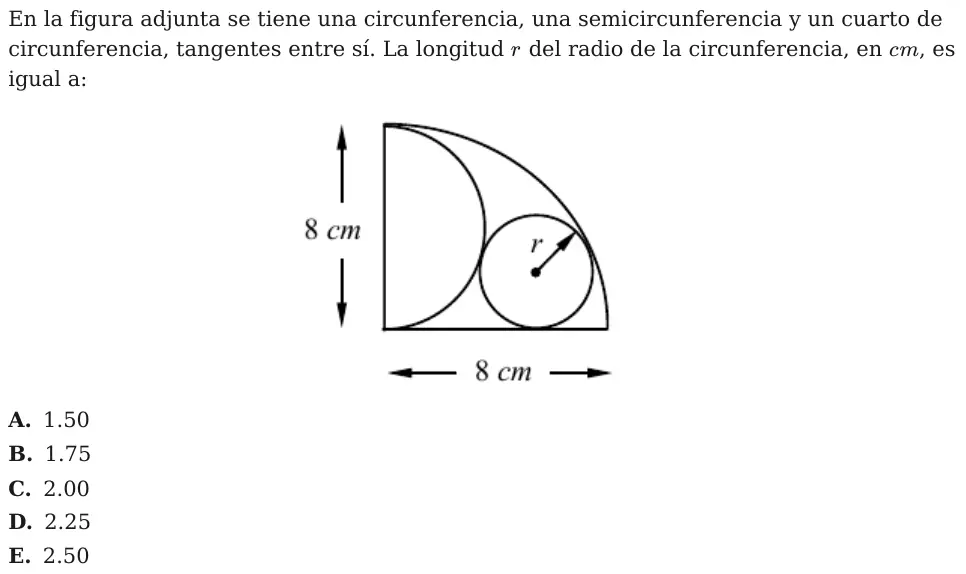 En la figura adjunta se tiene una circunferencia, una semicircunferencia y un cuarto de
circunferencia, tangentes entre sí. La longitud r del radio de la circunferencia, en cm, es
igual a:
8 cm
r
8 cm
A. 1.50
B. 1.75
C. 2.00
D. 2.25
E. 2.50